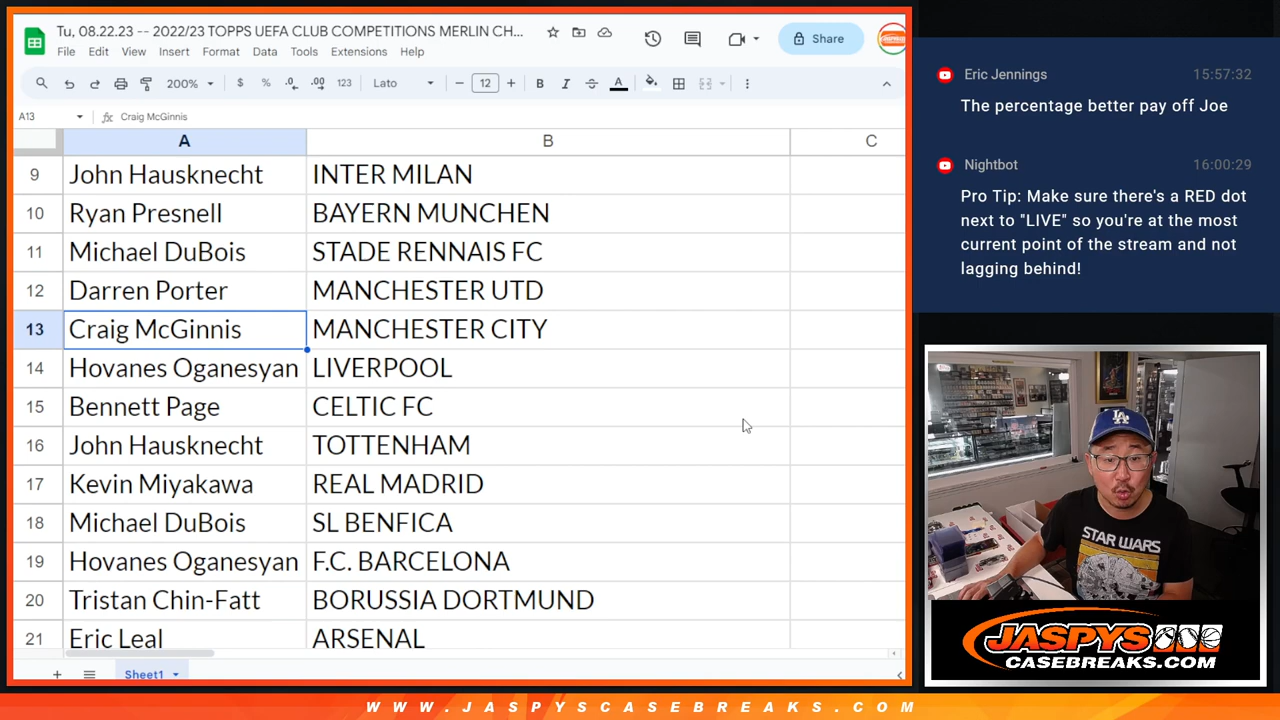 Tu, 08.22.23 -- 2022/23 TOPPS UEFA CLUB COMPETITIONS MERLIN CH...
Share
File Edit View Insert Format Data Tools Extensions Help
200% $ % .0 .00 123 Lato 12 B I S A
A13 fx Craig McGinnis
A B C
9 John Hausknecht INTER MILAN
10 Ryan Presnell BAYERN MUNCHEN
11 Michael DuBois STADE RENNAIS FC
12 Darren Porter MANCHESTER UTD
13 Craig McGinnis MANCHESTER CITY
14 Hovanes Oganesyan LIVERPOOL
15 Bennett Page CELTIC FC
16 John Hausknecht TOTTENHAM
17 Kevin Miyakawa REAL MADRID
18 Michael DuBois SL BENFICA
19 Hovanes Oganesyan F.C. BARCELONA
20 Tristan Chin-Fatt BORUSSIA DORTMUND
21 Eric Leal ARSENAL
Sheet1
Eric Jennings 15:57:32
The percentage better pay off Joe
Nightbot 16:00:29
Pro Tip: Make sure there's a RED dot
next to "LIVE" so you're at the most
current point of the stream and not
lagging behind!
LA
STAR WARS
JASPYS
CASEBREAKS.COM
WWW.JASPYSCASEBREAKS.COM